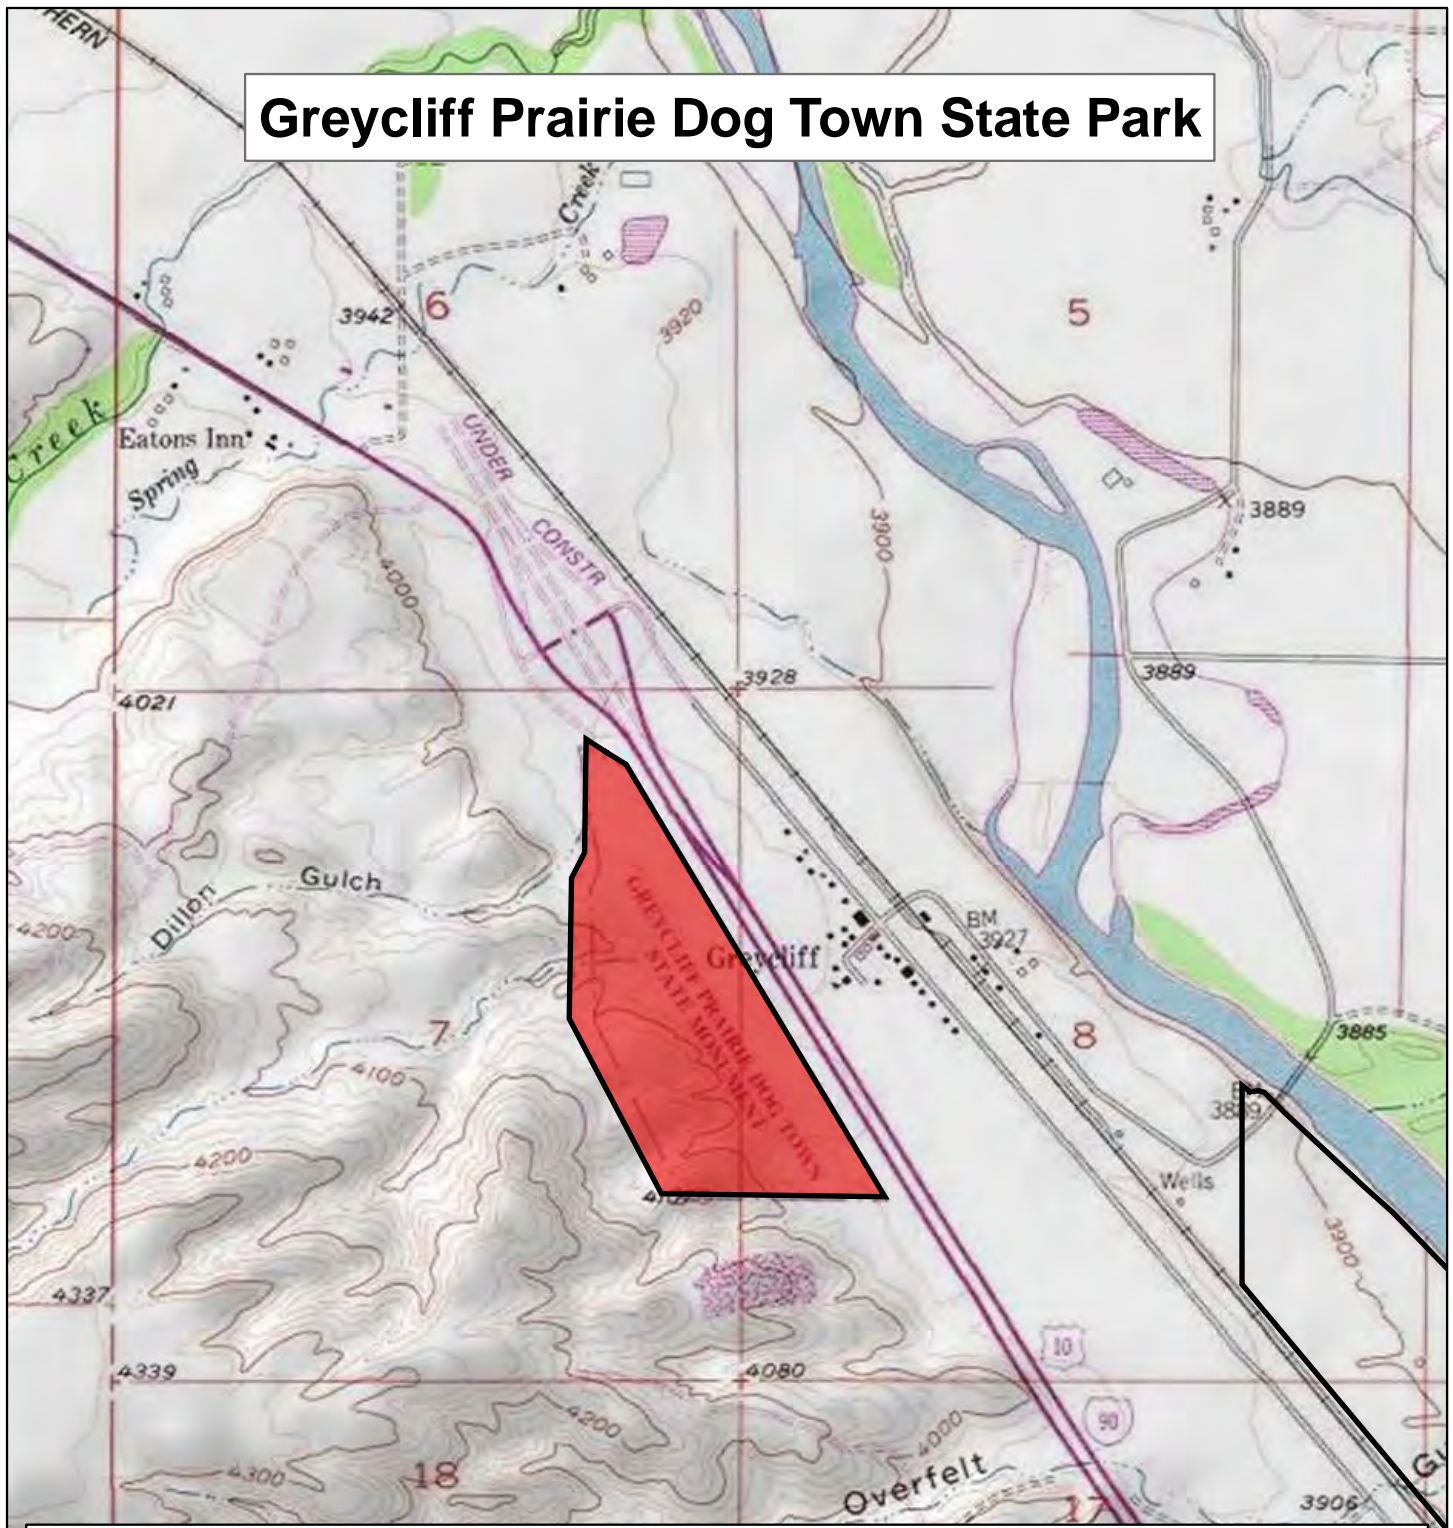 HERN
Greycliff Prairie Dog Town State Park
Creek
3942
6
5
3920
Creek
Eatons Inn
Spring
UNDER
CONSTR
3900
3889
4000
3928
3889
4021
Gulch
Dillon
4200
GREYCLIFF PRAIRIE DOG TOWN
STATE MONUMENT
Greycliff
BM
3927
7
8
3885
4100
4200
Wells
3900
4337
10
4339
4080
90
4200
4000
4300
18
Overfelt
17
3906